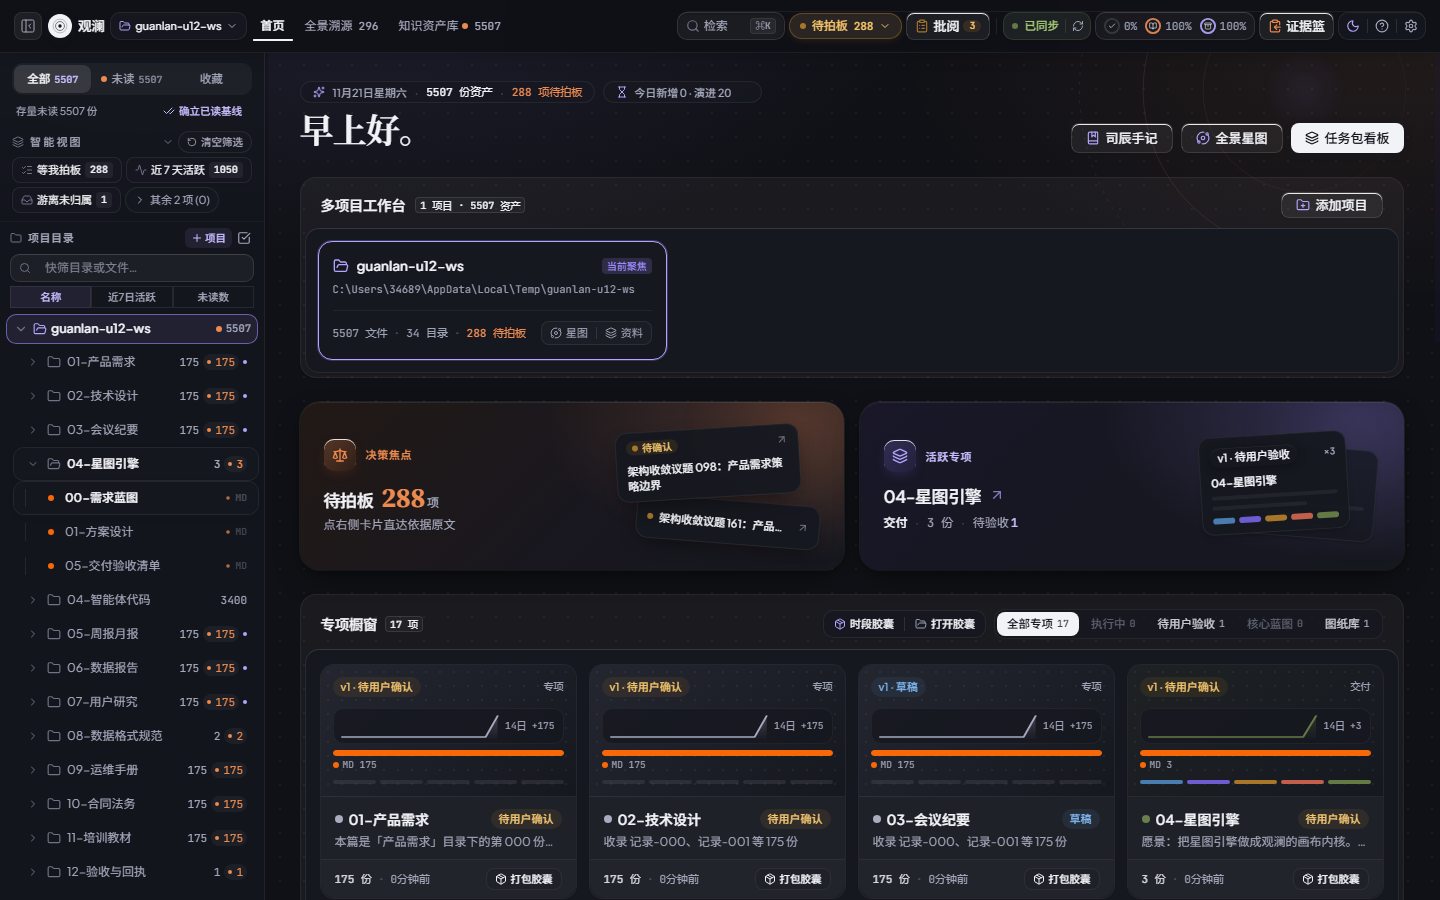 观澜 guanlan-u12-ws 首页 全景溯源 296 知识资产库 5507 检索 ⌘K 待拍板 288 批阅 3 已同步 0% 100% 100% 证据篮
全部 5507 未读 5507 收藏
存量未读 5507 份 确立已读基线
智能视图 清空筛选
等我拍板 288 近 7 天活跃 1050
游离未归属 1 其余 2 项 (0)
项目目录 + 项目
快筛目录或文件…
名称 近7日活跃 未读数
guanlan-u12-ws 5507
01-产品需求 175 175
02-技术设计 175 175
03-会议纪要 175 175
04-星图引擎 3 3
00-需求蓝图 MD
01-方案设计 MD
05-交付验收清单 MD
04-智能体代码 3400
05-周报月报 175 175
06-数据报告 175 175
07-用户研究 175 175
08-数据格式规范 2 2
09-运维手册 175 175
10-合同法务 175 175
11-培训教材 175 175
12-验收与回执 1 1
11月21日星期六 · 5507 份资产 · 288 项待拍板 今日新增 0 · 演进 20
早上好。
司辰手记 全景星图 任务包看板
多项目工作台 1 项目 · 5507 资产 添加项目
guanlan-u12-ws 当前聚焦
C:\Users\34689\AppData\Local\Temp\guanlan-u12-ws
5507 文件 · 34 目录 · 288 待拍板 星图 资料
决策焦点
待拍板 288 项
点右侧卡片直达依据原文
待确认
架构收敛议题 098：产品需求策
略边界
架构收敛议题 161：产品…
活跃专项
04-星图引擎
交付 · 3 份 · 待验收 1
v1 · 待用户验收 ×3
04-星图引擎
专项橱窗 17 项 时段胶囊 打开胶囊 全部专项 17 执行中 0 待用户验收 1 核心蓝图 0 图纸库 1
v1 · 待用户确认 专项
14日 +175
MD 175
01-产品需求 待用户确认
本篇是「产品需求」目录下的第 000 份…
175 份 · 0分钟前 打包胶囊
v1 · 待用户确认 专项
14日 +175
MD 175
02-技术设计 待用户确认
收录 记录-000、记录-001 等 175 份
175 份 · 0分钟前 打包胶囊
v1 · 草稿 专项
14日 +175
MD 175
03-会议纪要 草稿
收录 记录-000、记录-001 等 175 份
175 份 · 0分钟前 打包胶囊
v1 · 待用户确认 交付
14日 +3
MD 3
04-星图引擎 待用户确认
愿景：把星图引擎做成观澜的画布内核。…
3 份 · 0分钟前 打包胶囊